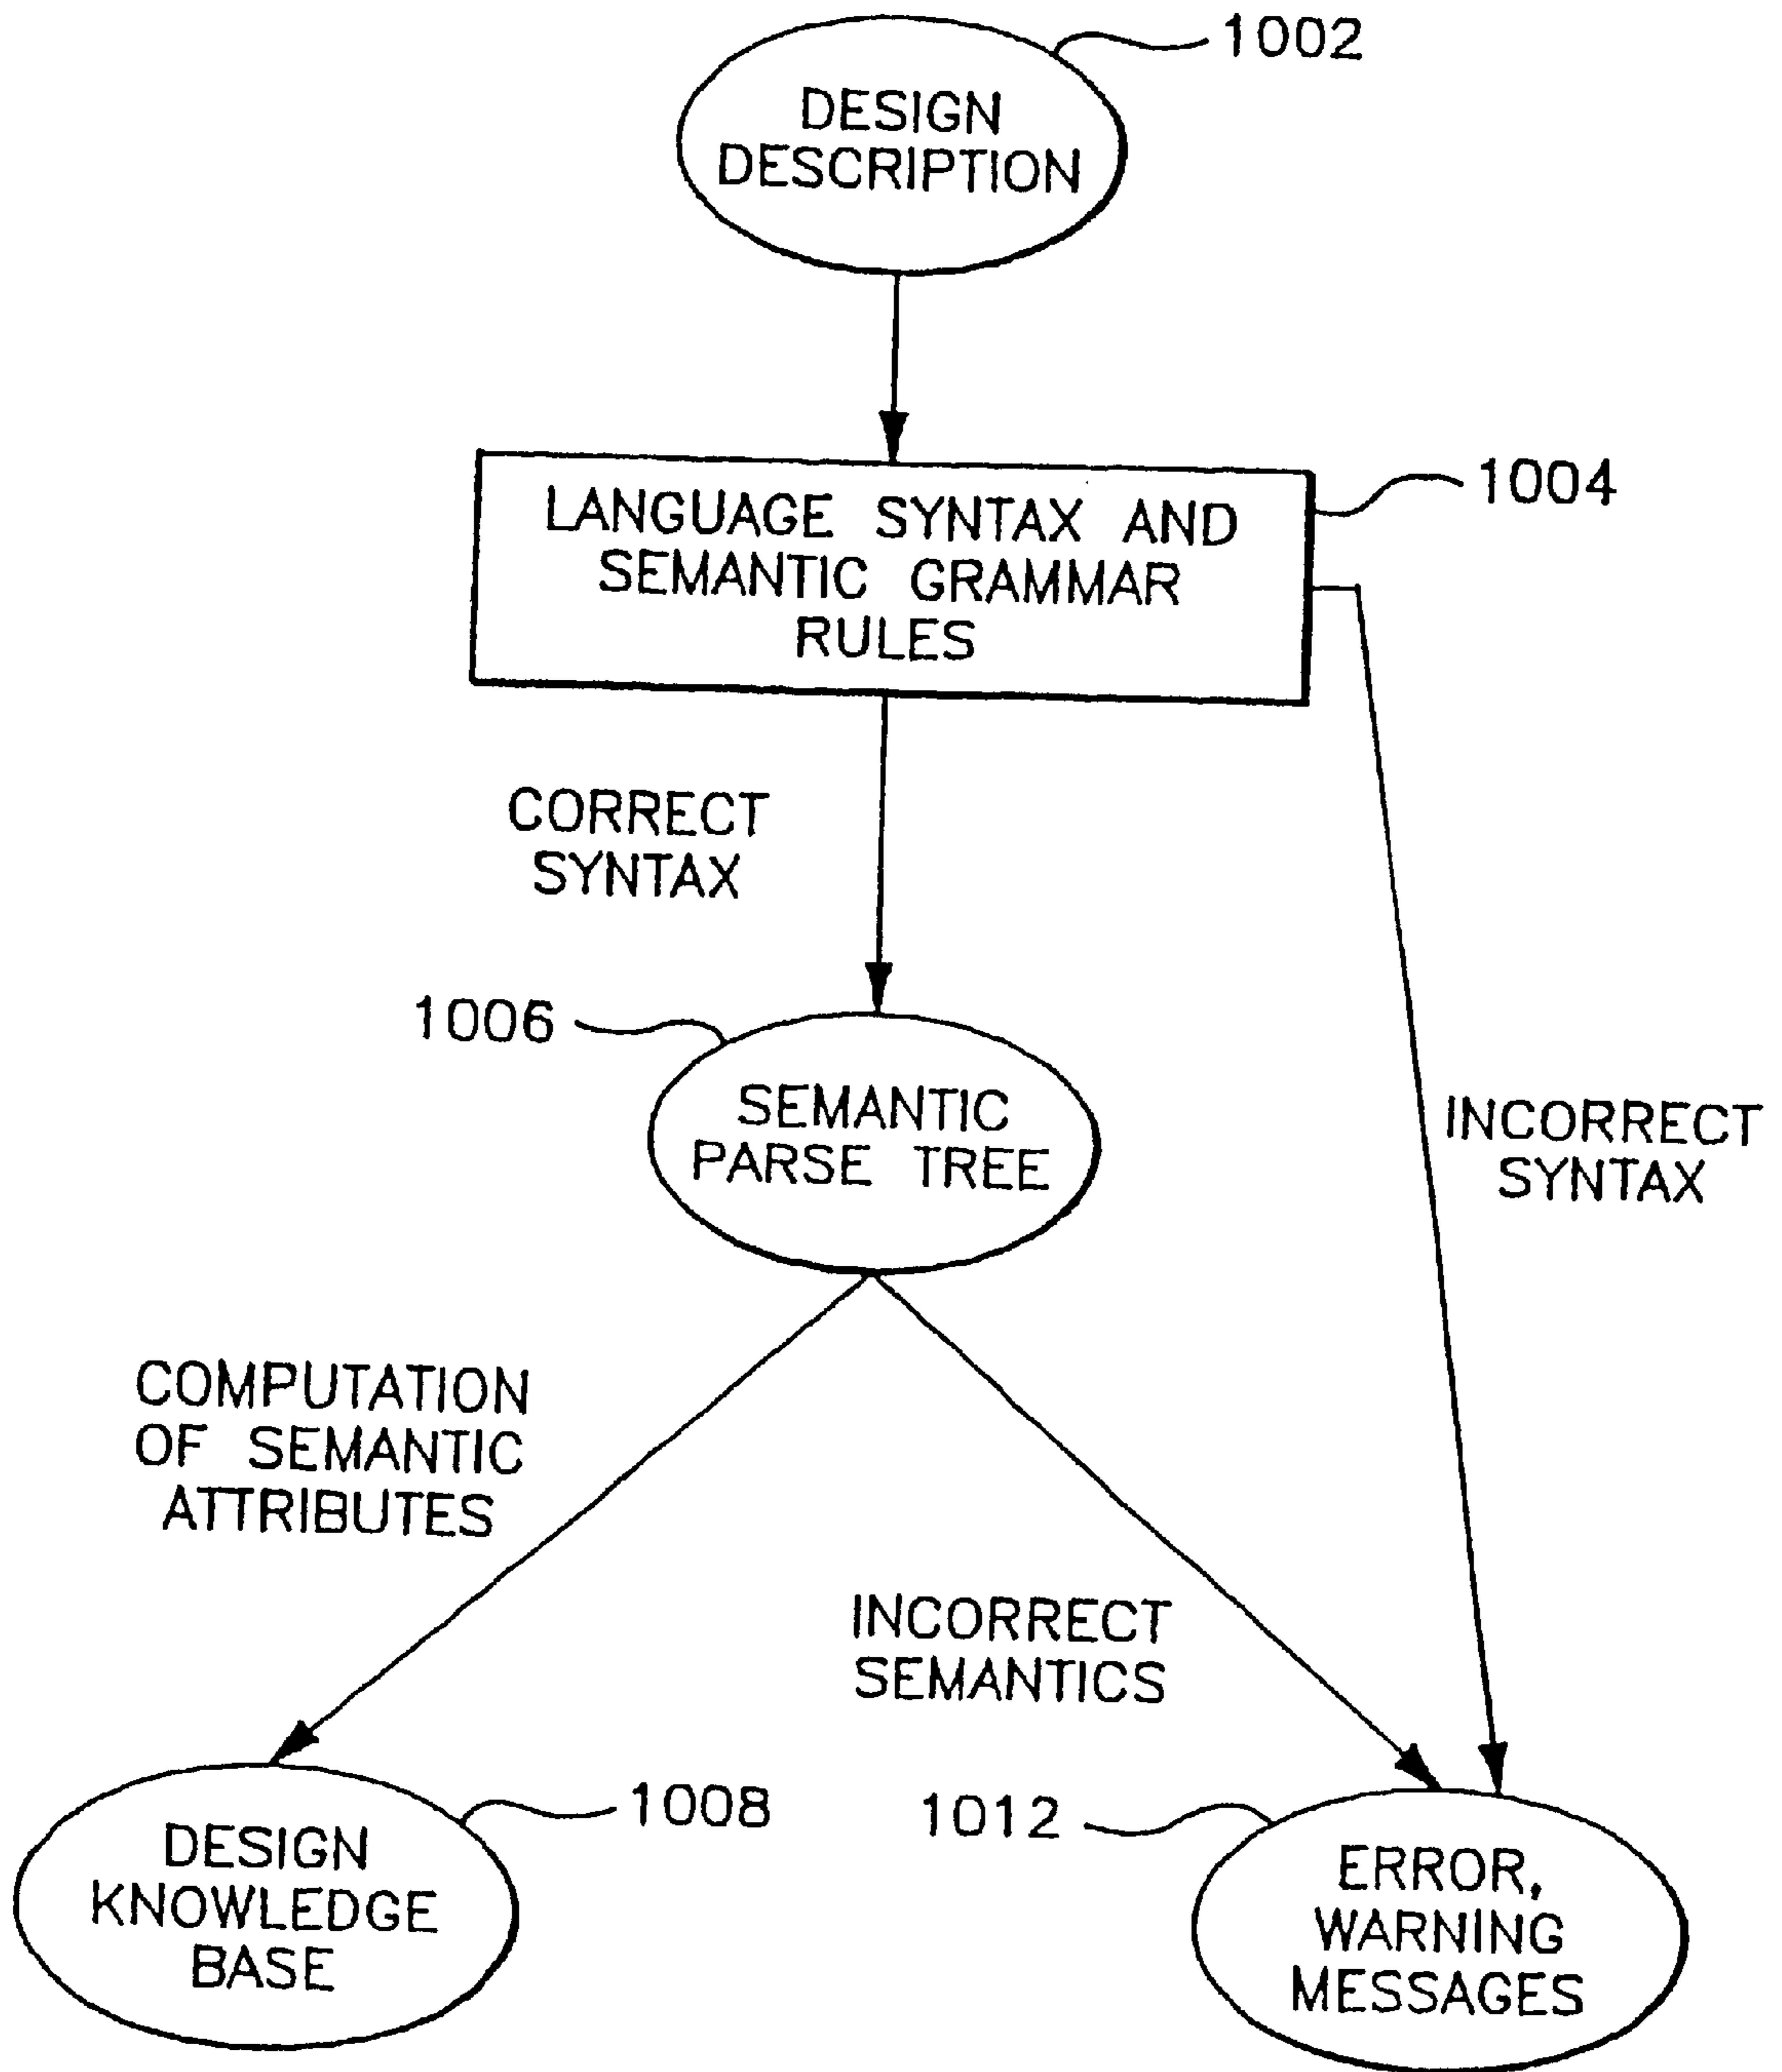 1002
DESIGN
DESCRIPTION
1004
LANGUAGE SYNTAX AND
SEMANTIC GRAMMAR
RULES
CORRECT
SYNTAX
1006
SEMANTIC
PARSE TREE
INCORRECT
SYNTAX
COMPUTATION
OF SEMANTIC
ATTRIBUTES
INCORRECT
SEMANTICS
1008
DESIGN
KNOWLEDGE
BASE
1012
ERROR,
WARNING
MESSAGES